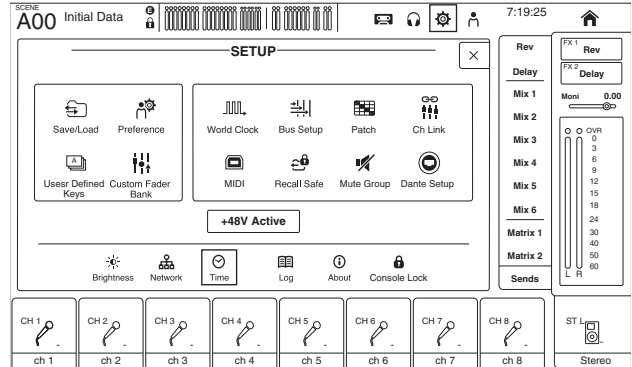 SCENE
A00 Initial Data
E
7:19:25
SETUP
Save/Load
Preference
World Clock
Bus Setup
Patch
Ch Link
Usesr Defined
Keys
Custom Fader
Bank
MIDI
Recall Safe
Mute Group
Dante Setup
+48V Active
Brightness
Network
Time
Log
About
Console Lock
Rev
Delay
Mix 1
Mix 2
Mix 3
Mix 4
Mix 5
Mix 6
Matrix 1
Matrix 2
Sends
FX 1
Rev
FX 2
Delay
Moni 0.00
OVR
0
3
6
9
12
15
18
24
30
40
50
60
L R
CH 1
ch 1
CH 2
ch 2
CH 3
ch 3
CH 4
ch 4
CH 5
ch 5
CH 6
ch 6
CH 7
ch 7
CH 8
ch 8
ST L
Stereo